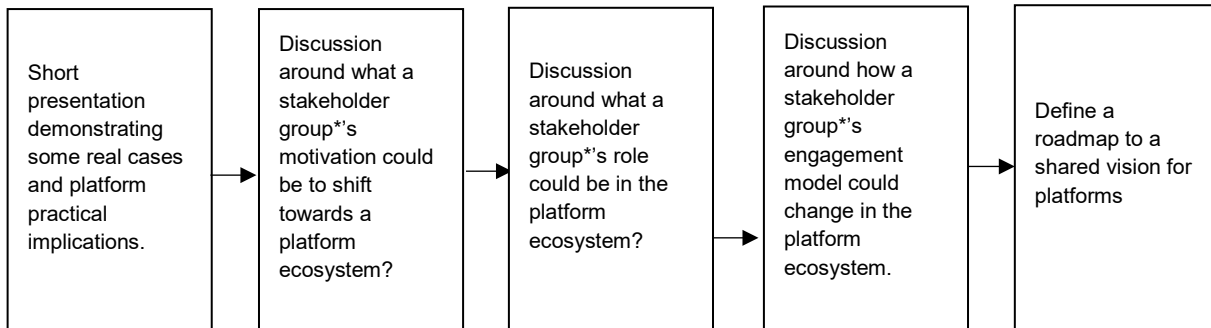 Short
presentation
demonstrating
some real cases
and platform
practical
implications.
Discussion
around what a
stakeholder
group*'s
motivation could
be to shift
towards a
platform
ecosystem?
Discussion
around what a
stakeholder
group*'s role
could be in the
platform
ecosystem?
Discussion
around how a
stakeholder
group*'s
engagement
model could
change in the
platform
ecosystem.
Define a
roadmap to a
shared vision for
platforms